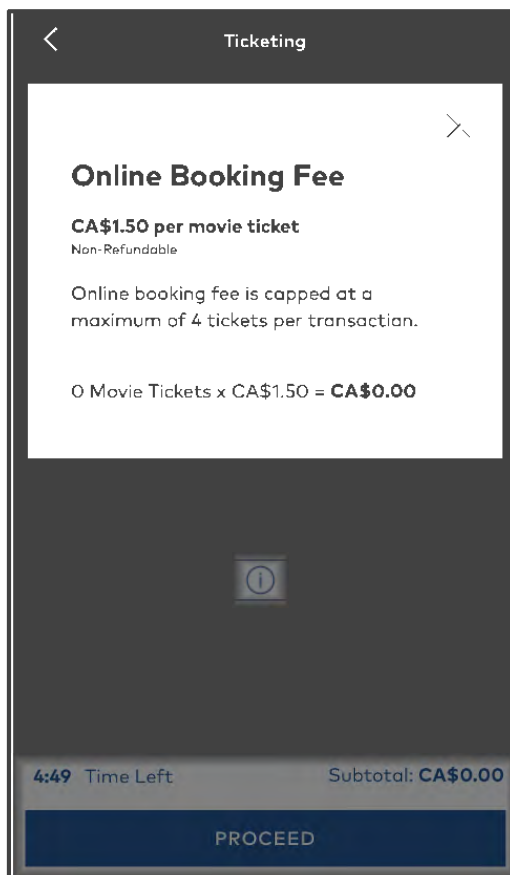 Ticketing
Online Booking Fee
CA$1.50 per movie ticket
Non-Refundable
Online booking fee is capped at a
maximum of 4 tickets per transaction.
0 Movie Tickets x CA$1.50 = CA$0.00
4:49 Time Left Subtotal: CA$0.00
PROCEED